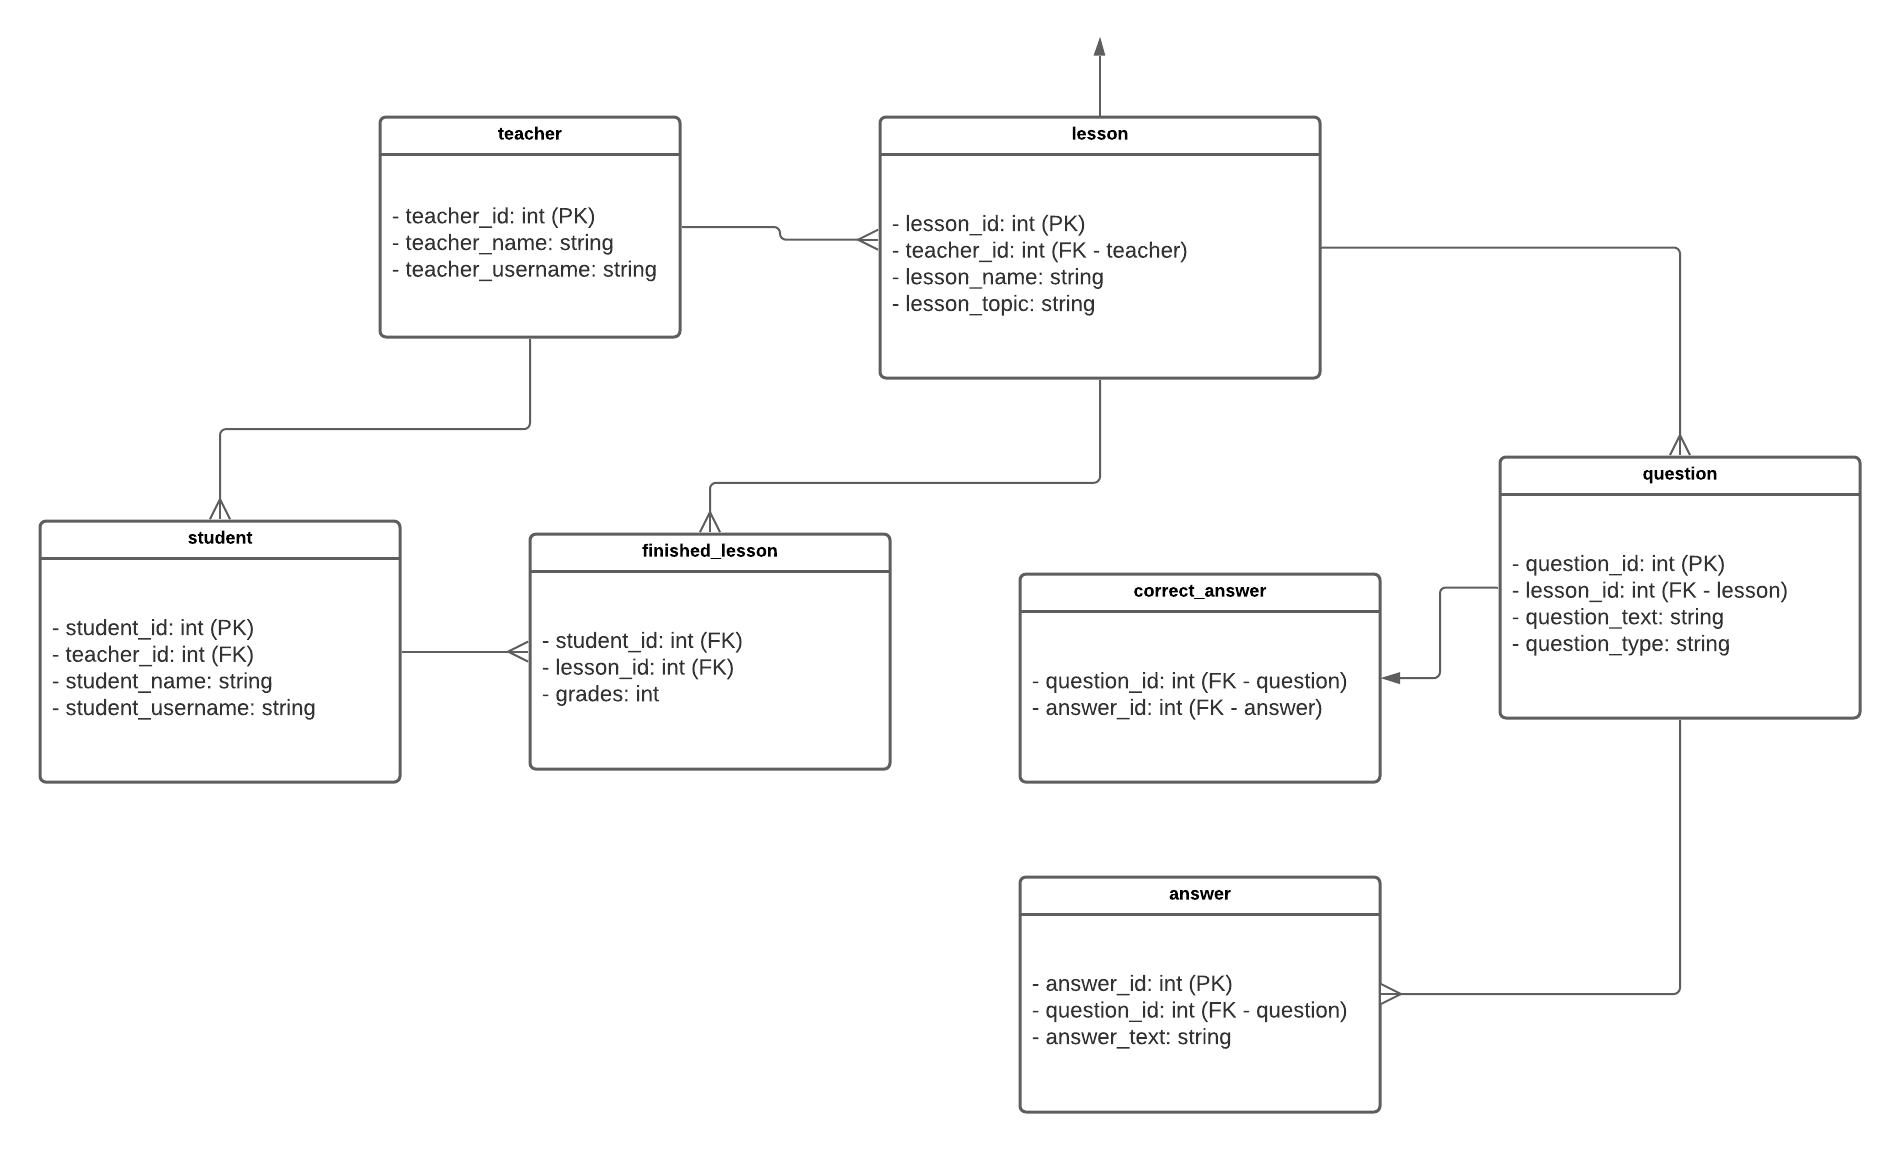 teacher
- teacher_id: int (PK)
- teacher_name: string
- teacher_username: string
lesson
- lesson_id: int (PK)
- teacher_id: int (FK - teacher)
- lesson_name: string
- lesson_topic: string
question
- question_id: int (PK)
- lesson_id: int (FK - lesson)
- question_text: string
- question_type: string
student
- student_id: int (PK)
- teacher_id: int (FK)
- student_name: string
- student_username: string
finished_lesson
- student_id: int (FK)
- lesson_id: int (FK)
- grades: int
correct_answer
- question_id: int (FK - question)
- answer_id: int (FK - answer)
answer
- answer_id: int (PK)
- question_id: int (FK - question)
- answer_text: string